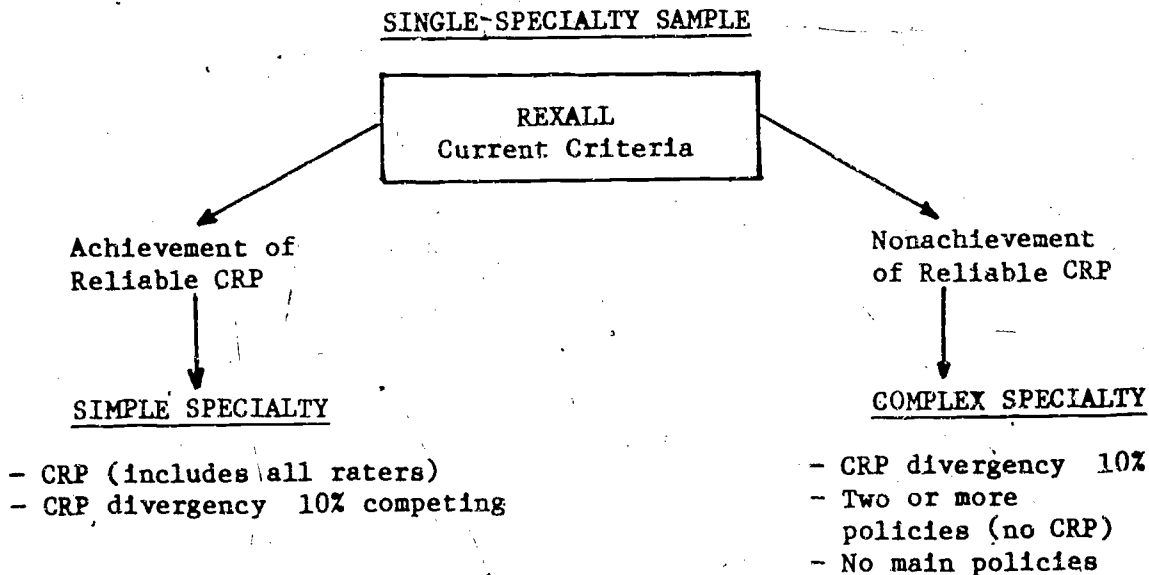 SINGLE-SPECIALTY SAMPLE
REXALL
Current Criteria
Achievement of
Reliable CRP
Nonachievement
of Reliable CRP
SIMPLE SPECIALTY
COMPLEX SPECIALTY
- CRP (includes all raters)
- CRP divergency 10% competing
- CRP divergency 10%
- Two or more
policies (no CRP)
- No main policies